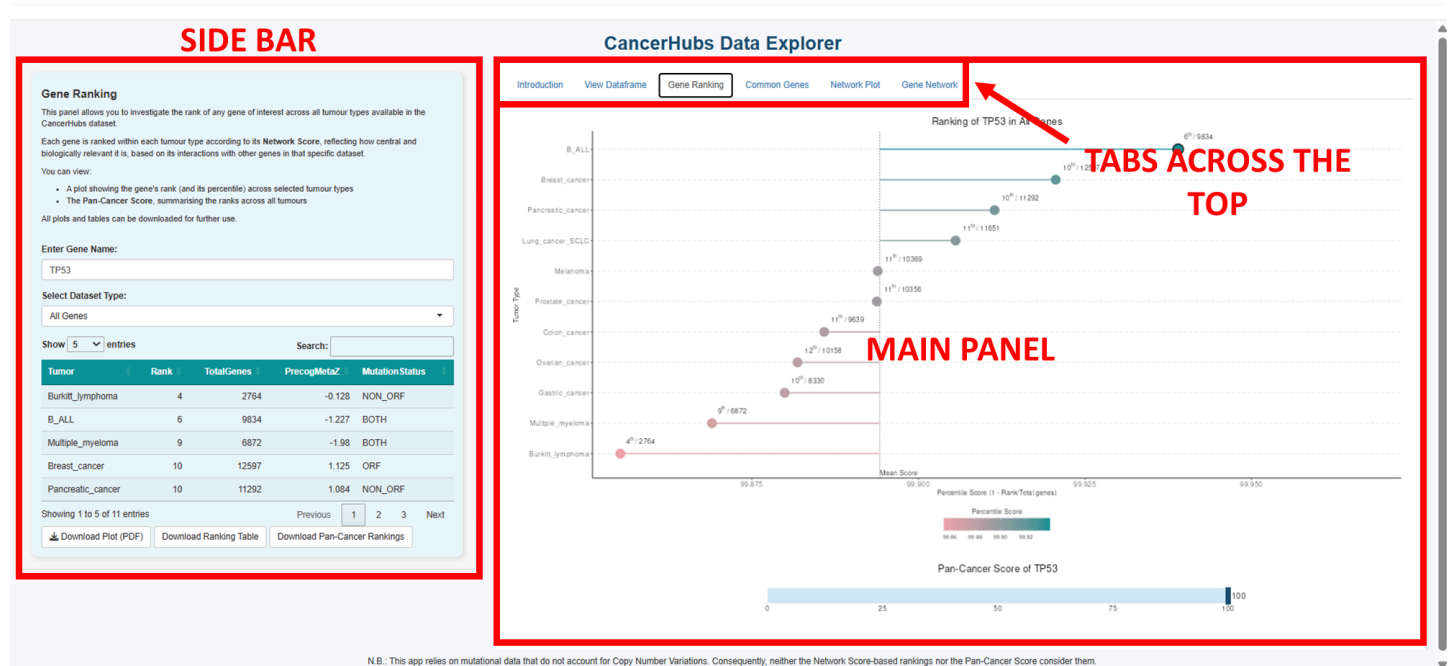 SIDE BAR
CancerHubs Data Explorer
Gene Ranking
This panel allows you to investigate the rank of any gene of interest across all tumour types available in the
CancerHubs dataset.
Each gene is ranked within each tumour type according to its Network Score, reflecting how central and
biologically relevant it is, based on its interactions with other genes in that specific dataset.
You can view:
• A plot showing the gene's rank (and its percentile) across selected tumour types
• The Pan-Cancer Score, summarising the ranks across all tumours
All plots and tables can be downloaded for further use.
Enter Gene Name:
TP53
Select Dataset Type:
All Genes
Show 5 entries
Search:
Tumor Rank TotalGenes PrecogMetaZ MutationStatus
Burkitt_lymphoma 4 2764 -0.128 NON_ORF
B_ALL 6 9834 -1.227 BOTH
Multiple_myeloma 9 6872 -1.98 BOTH
Breast_cancer 10 12597 1.125 ORF
Pancreatic_cancer 10 11292 1.084 NON_ORF
Showing 1 to 5 of 11 entries
Previous 1 2 3 Next
Download Plot (PDF) Download Ranking Table Download Pan-Cancer Rankings
Introduction View Dataframe Gene Ranking Common Genes Network Plot Gene Network
Ranking of TP53 in All Genes
TABS ACROSS THE
TOP
MAIN PANEL
Tumor Type
B_ALL 6th / 9834
Breast_cancer 10th /
Pancreatic_cancer 10th / 11292
Lung_cancer_SCLC 11th / 11651
Melanoma 11th / 10369
Prostate_cancer 11th / 10356
Colon_cancer 11th / 9639
Ovarian_cancer 12th / 10158
Gastric_cancer 10th / 8330
Multiple_myeloma 9th / 6872
Burkitt_lymphoma 4th / 2764
Mean Score
99.875 99.900 99.925 99.950
Percentile Score (1 - Rank/Total genes)
Percentile Score
99.86 99.88 99.90 99.92
Pan-Cancer Score of TP53
100
0 25 50 75 100
N.B.: This app relies on mutational data that do not account for Copy Number Variations. Consequently, neither the Network Score-based rankings nor the Pan-Cancer Score consider them.